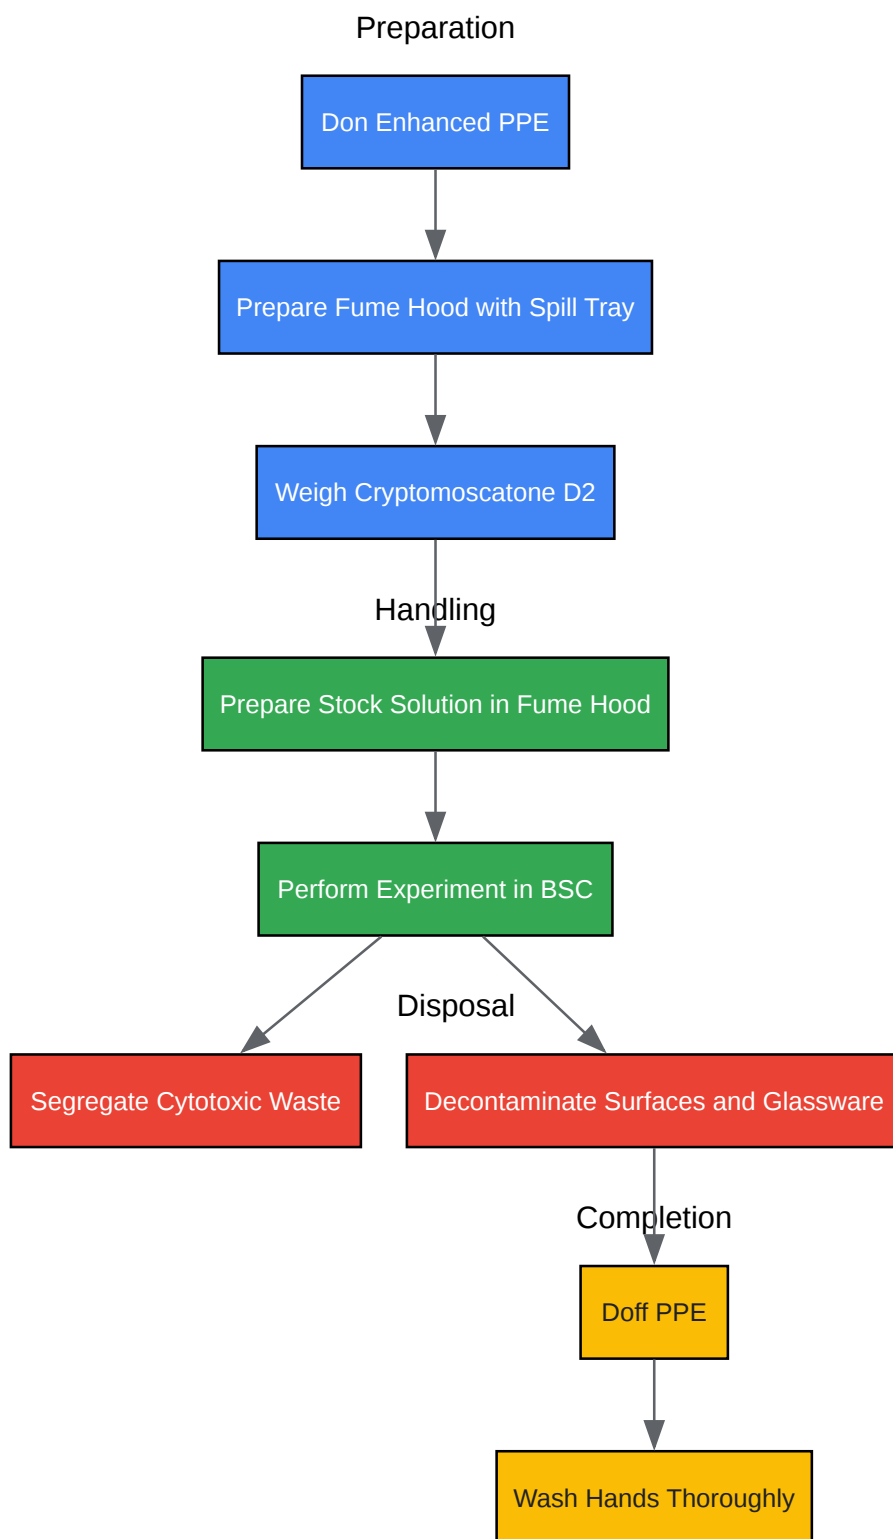 Preparation
Don Enhanced PPE
Prepare Fume Hood with Spill Tray
Weigh Cryptomoscatone D2
Handling
Prepare Stock Solution in Fume Hood
Perform Experiment in BSC
Disposal
Segregate Cytotoxic Waste
Decontaminate Surfaces and Glassware
Completion
Doff PPE
Wash Hands Thoroughly